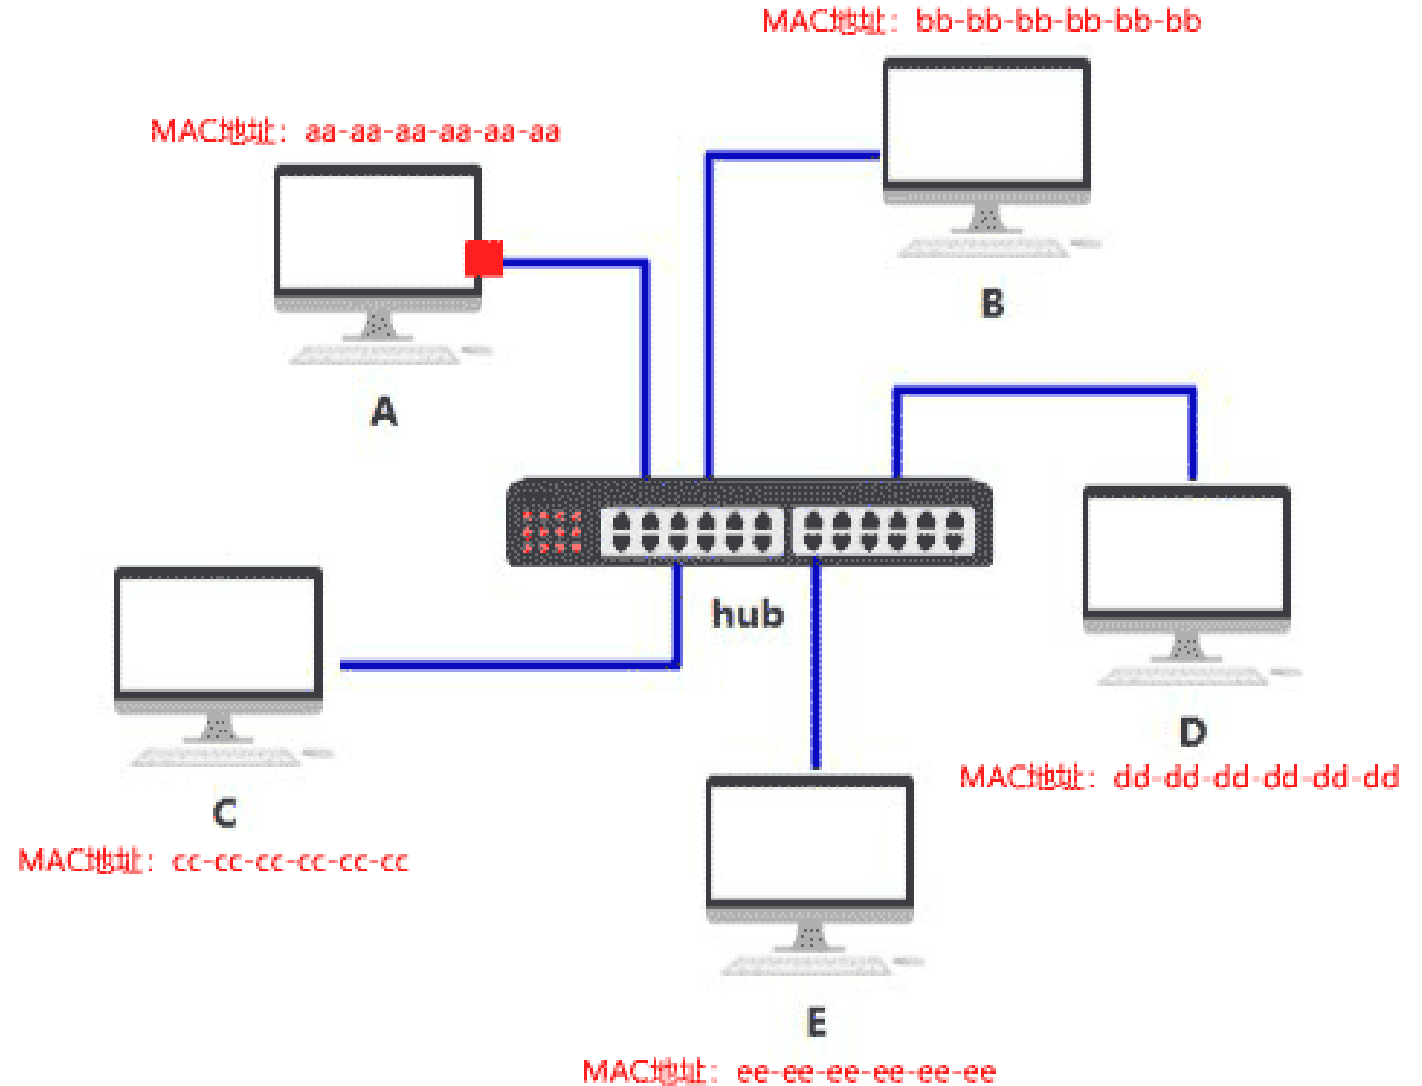 MAC地址：bb-bb-bb-bb-bb-bb
MAC地址：aa-aa-aa-aa-aa-aa
B
A
hub
D
MAC地址：dd-dd-dd-dd-dd-dd
C
MAC地址：cc-cc-cc-cc-cc-cc
E
MAC地址：ee-ee-ee-ee-ee-ee